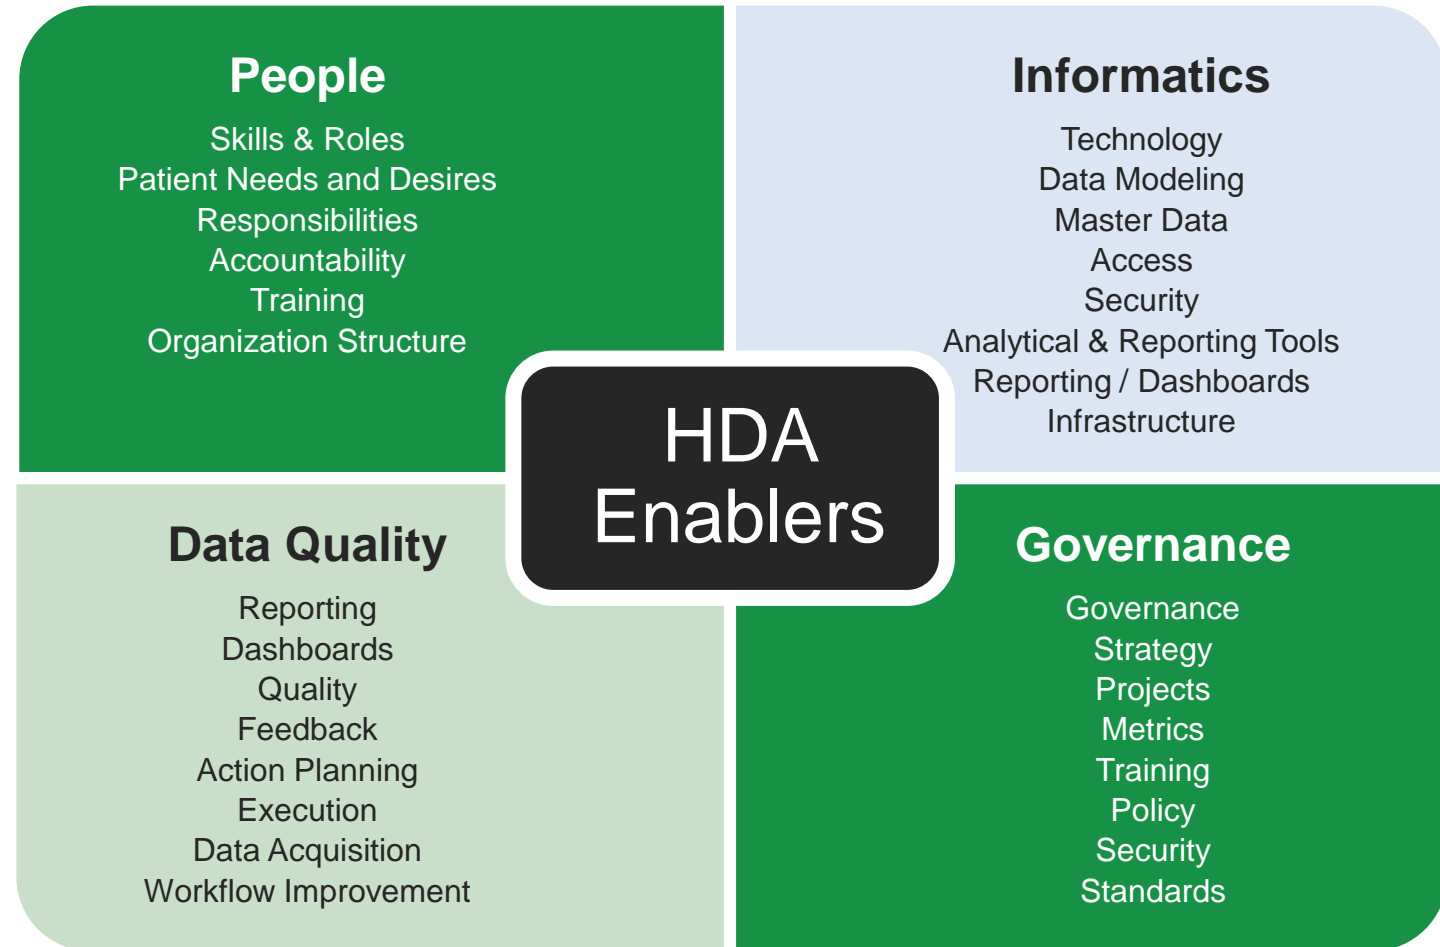 People
Skills & Roles
Patient Needs and Desires
Responsibilities
Accountability
Training
Organization Structure
Informatics
Technology
Data Modeling
Master Data
Access
Security
Analytical & Reporting Tools
Reporting / Dashboards
Infrastructure
HDA
Enablers
Data Quality
Reporting
Dashboards
Quality
Feedback
Action Planning
Execution
Data Acquisition
Workflow Improvement
Governance
Governance
Strategy
Projects
Metrics
Training
Policy
Security
Standards